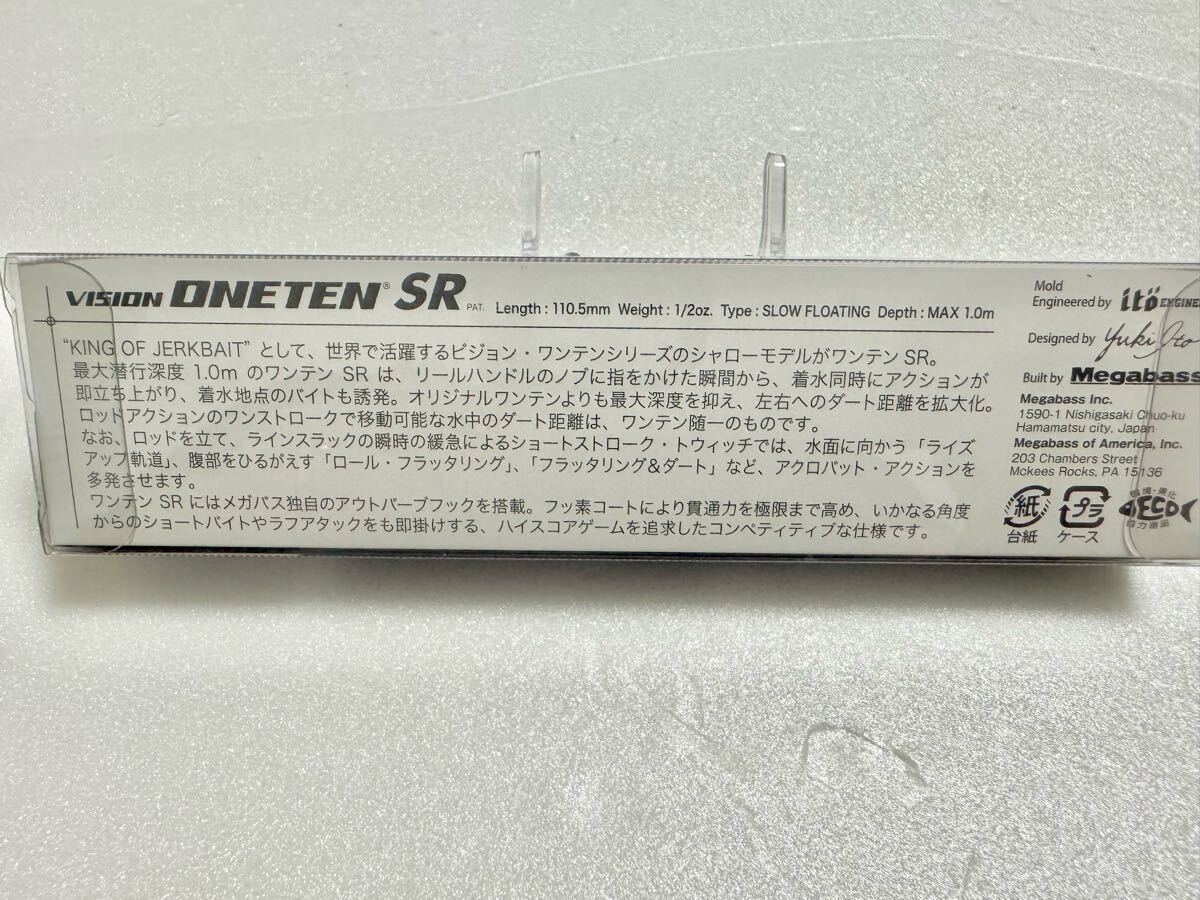 VISION ONETEN® SR PAT. Length : 110.5mm Weight : 1/2oz. Type : SLOW FLOATING Depth : MAX 1.0m
“KING OF JERKBAIT” として、世界で活躍するビジョン・ワンテンシリーズのシャローモデルがワンテン SR。
最大潜行深度 1.0m のワンテン SR は、リールハンドルのノブに指をかけた瞬間から、着水同時にアクションが
即立ち上がり、着水地点のバイトも誘発。オリジナルワンテンよりも最大深度を抑え、左右へのダート距離を拡大化。
ロッドアクションのワンストロークで移動可能な水中のダート距離は、ワンテン随一のものです。
なお、ロッドを立て、ラインスラックの瞬時の緩急によるショートストローク・トウィッチでは、水面に向かう「ライズ
アップ軌道」、腹部をひるがえす「ロール・フラッタリング」、「フラッタリング＆ダート」など、アクロバット・アクションを
多発させます。
ワンテン SR にはメガバス独自のアウトバーブフックを搭載。フッ素コートにより貫通力を極限まで高め、いかなる角度
からのショートバイトやラフアタックをも即掛けする、ハイスコアゲームを追求したコンペティティブな仕様です。
Mold
Engineered by itö ENGINEE
Designed by Yuki Ito
Built by Megabass
Megabass Inc.
1590-1 Nishigasaki Chuo-ku
Hamamatsu city, Japan
Megabass of America, Inc.
203 Chambers Street
Mckees Rocks, PA 15136
紙
台紙
プラ
ケース
環境・景化
ECO
協力商品